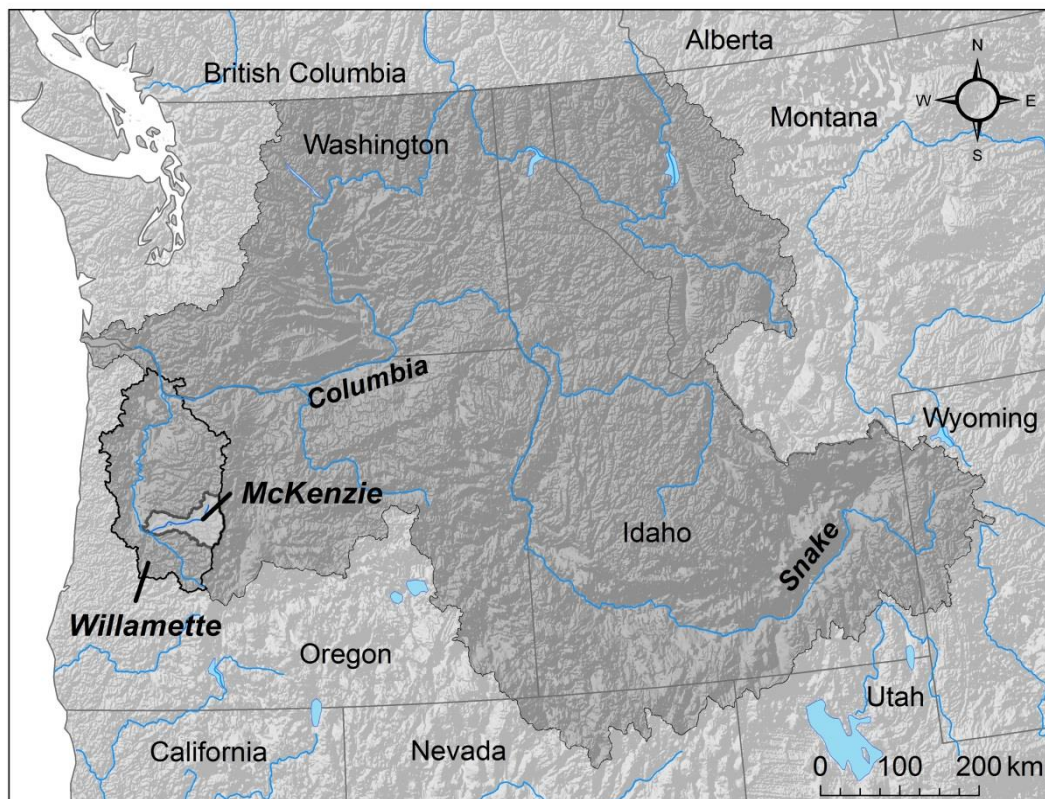 Alberta
N
British Columbia
W
E
Montana
S
Washington
Columbia
Wyoming
McKenzie
Idaho
Snake
Willamette
Oregon
Utah
California
Nevada
0 100 200 km